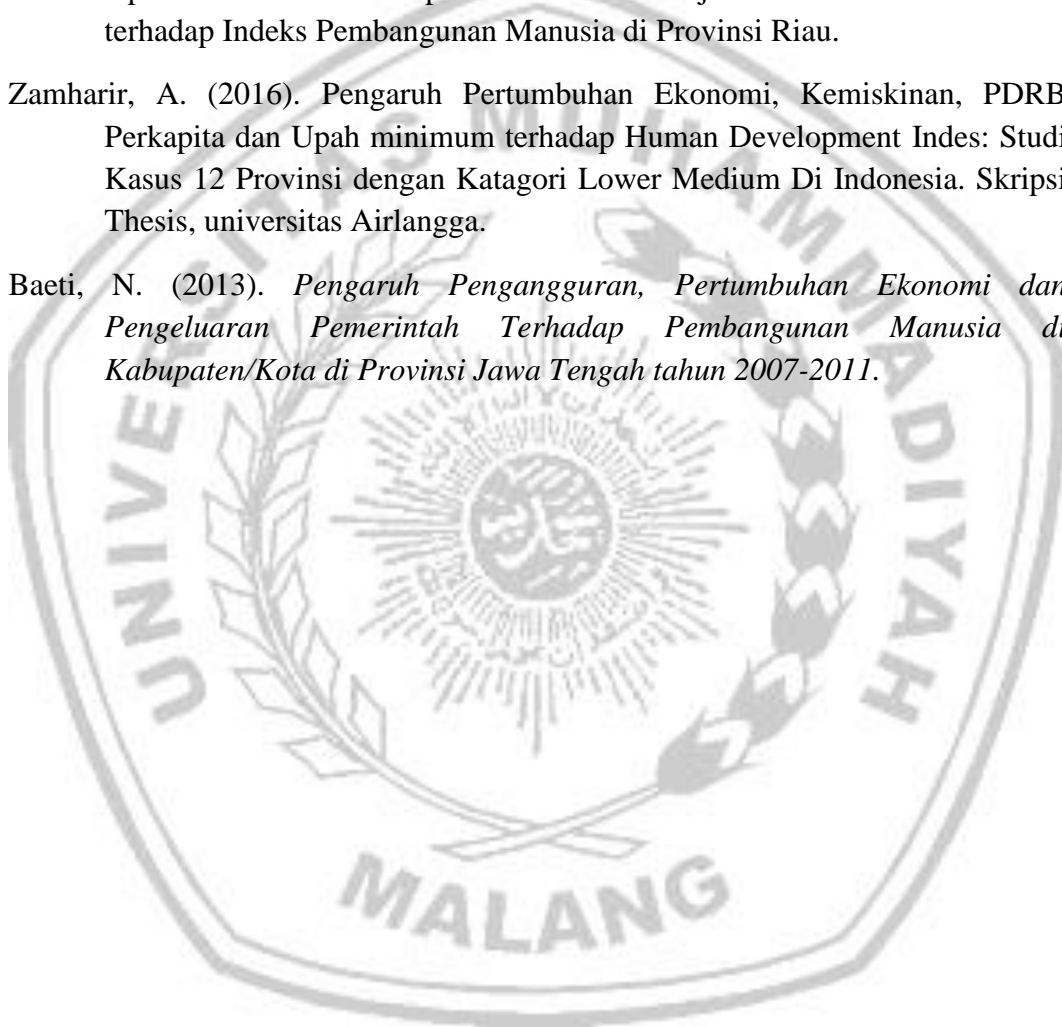 terhadap Indeks Pembangunan Manusia di Provinsi Riau.
Zamharir, A. (2016). Pengaruh Pertumbuhan Ekonomi, Kemiskinan, PDRB
Perkapita dan Upah minimum terhadap Human Development Indes: Studi
Kasus 12 Provinsi dengan Katagori Lower Medium Di Indonesia. Skripsi
Thesis, universitas Airlangga.
Baeti, N. (2013). Pengaruh Pengangguran, Pertumbuhan Ekonomi dan
Pengeluaran Pemerintah Terhadap Pembangunan Manusia di
Kabupaten/Kota di Provinsi Jawa Tengah tahun 2007-2011.
UNIVERSITAS MUHAMMADIYAH
MALANG